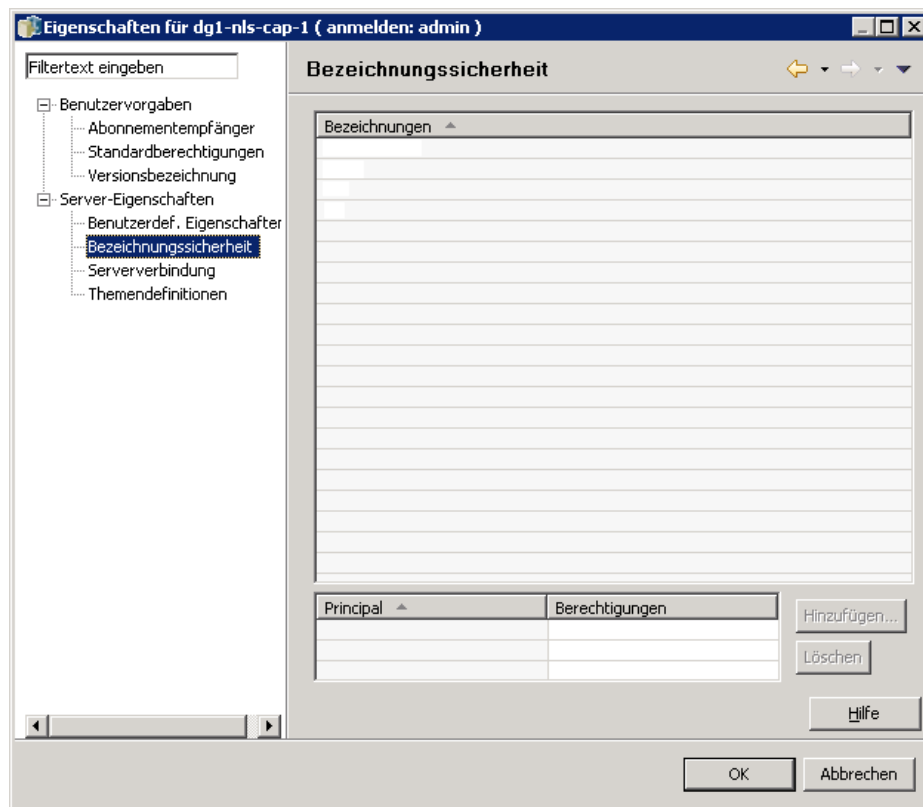 Eigenschaften für dg1-nls-cap-1 ( anmelden: admin )
Filtertext eingeben
Benutzervorgaben
Abonnementempfänger
Standardberechtigungen
Versionsbezeichnung
Server-Eigenschaften
Benutzerdef. Eigenschafter
Bezeichnungssicherheit
Serververbindung
Themendefinitionen
Bezeichnungssicherheit
Bezeichnungen
Principal Berechtigungen
Hinzufügen...
Löschen
Hilfe
OK Abbrechen